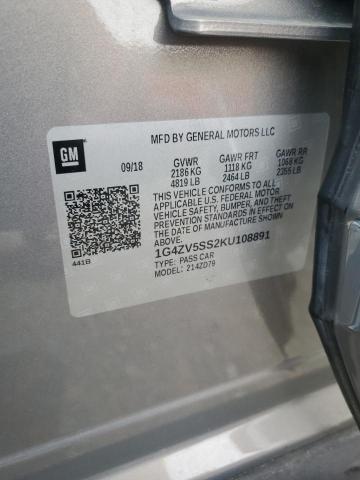 MFD BY GENERAL MOTORS LLC
GM
09/18
GVWR GAWR FRT GAWR RR
2186 KG 1118 KG 1068 KG
4819 LB 2464 LB 2355 LB
THIS VEHICLE CONFORMS TO ALL
APPLICABLE U.S. FEDERAL MOTOR
VEHICLE SAFETY, BUMPER, AND THEFT
PREVENTION STANDARDS IN EFFECT ON
THE DATE OF MANUFACTURE SHOWN ABOVE.
1G4ZV5SS2KU108891
TYPE: PASS CAR
441B
MODEL: 214ZD79